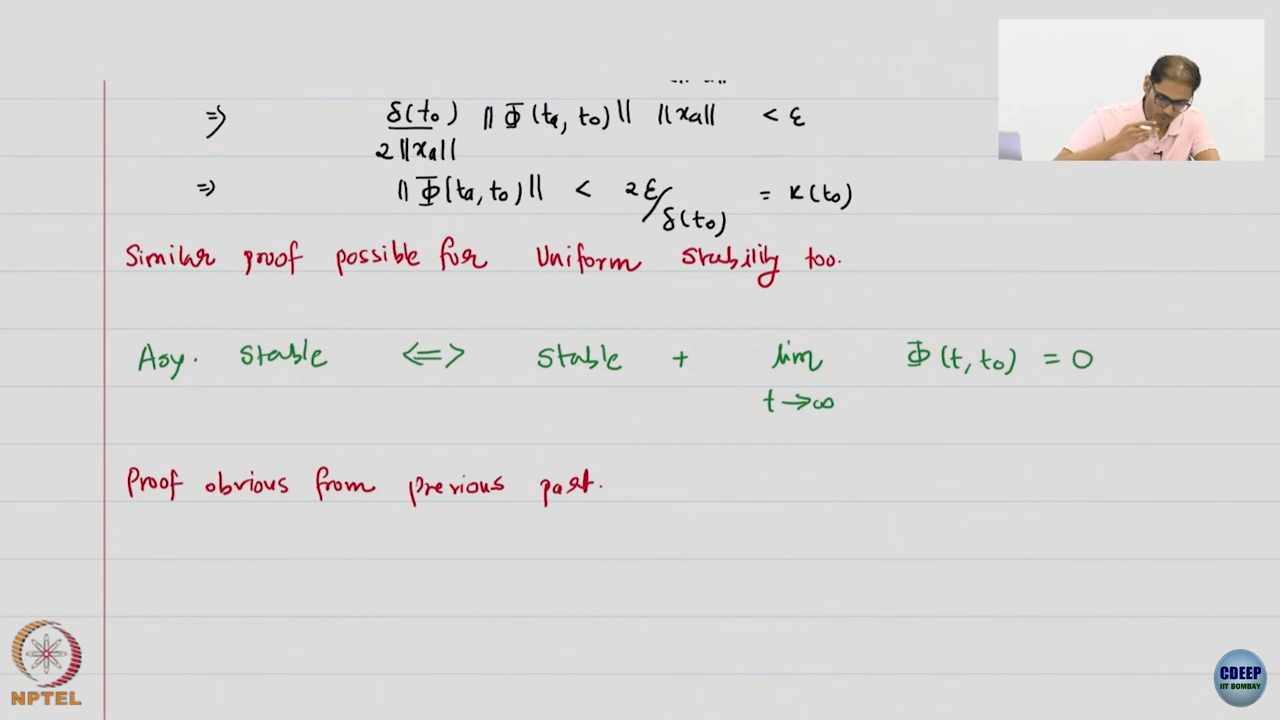 ⇒ δ(t₀) ‖Φ(tₐ, t₀)‖ ‖xₐ‖ < ε
2‖xₐ‖
⇒ ‖Φ(tₐ, t₀)‖ < 2ε/δ(t₀) = K(t₀)
Similar proof possible for Uniform stability too.
Asy. stable ⇔ stable + lim Φ(t, t₀) = 0
t→∞
Proof obvious from previous part.
NPTEL
CDEEP
IIT BOMBAY